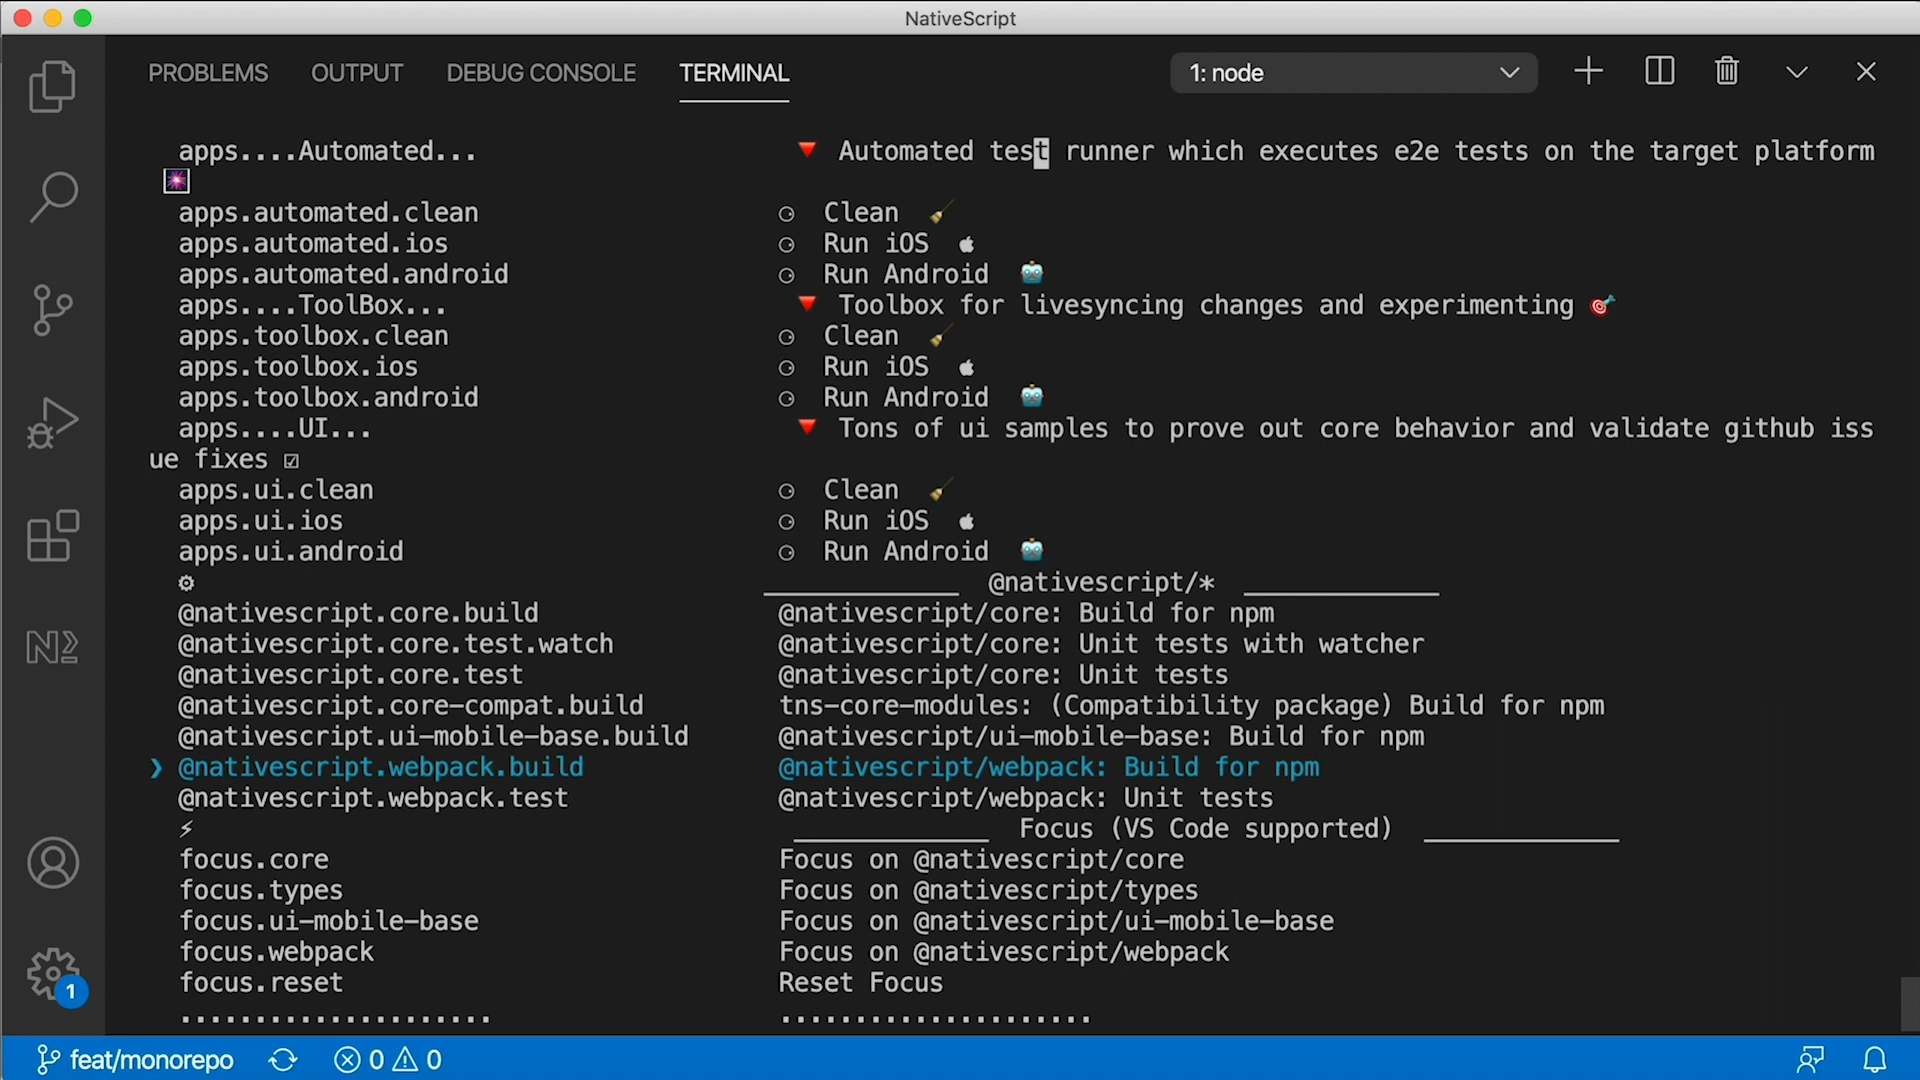 NativeScript
PROBLEMS OUTPUT DEBUG CONSOLE TERMINAL 1: node
apps....Automated... 🔻 Automated test runner which executes e2e tests on the target platform
🎆
apps.automated.clean ⚆ Clean 🧹
apps.automated.ios ⚆ Run iOS 
apps.automated.android ⚆ Run Android 🤖
apps....ToolBox... 🔻 Toolbox for livesyncing changes and experimenting 🎯
apps.toolbox.clean ⚆ Clean 🧹
apps.toolbox.ios ⚆ Run iOS 
apps.toolbox.android ⚆ Run Android 🤖
apps....UI... 🔻 Tons of ui samples to prove out core behavior and validate github iss
ue fixes ☑
apps.ui.clean ⚆ Clean 🧹
apps.ui.ios ⚆ Run iOS 
apps.ui.android ⚆ Run Android 🤖
⚙ _____________ @nativescript/* _____________
@nativescript.core.build @nativescript/core: Build for npm
@nativescript.core.test.watch @nativescript/core: Unit tests with watcher
@nativescript.core.test @nativescript/core: Unit tests
@nativescript.core-compat.build tns-core-modules: (Compatibility package) Build for npm
@nativescript.ui-mobile-base.build @nativescript/ui-mobile-base: Build for npm
❯ @nativescript.webpack.build @nativescript/webpack: Build for npm
@nativescript.webpack.test @nativescript/webpack: Unit tests
⚡ _____________ Focus (VS Code supported) _____________
focus.core Focus on @nativescript/core
focus.types Focus on @nativescript/types
focus.ui-mobile-base Focus on @nativescript/ui-mobile-base
focus.webpack Focus on @nativescript/webpack
focus.reset Reset Focus
..................... .....................
N2
1
feat/monorepo 0 0